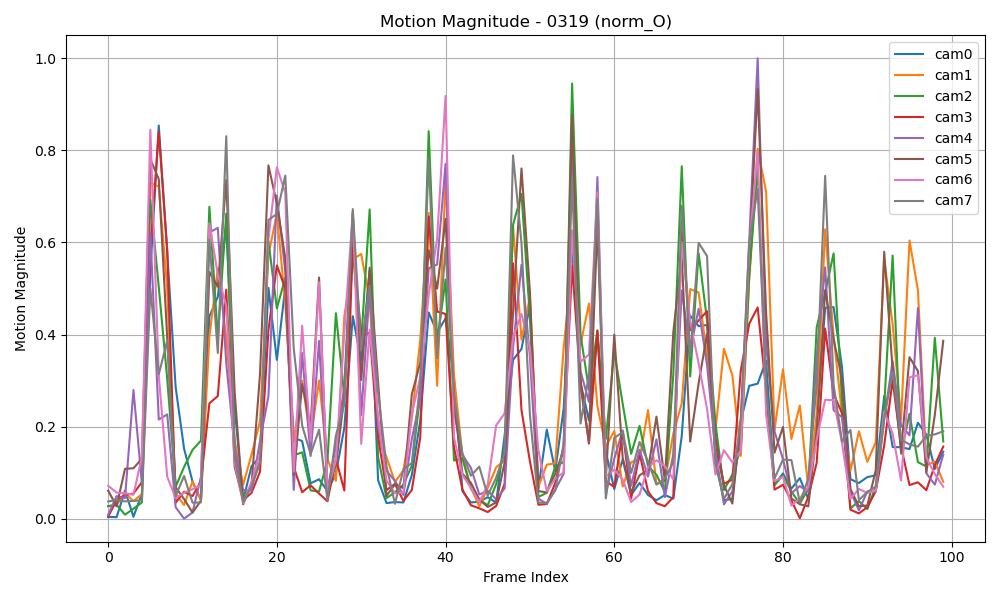 Motion Magnitude - 0319 (norm_O)
1.0
0.8
0.6
0.4
0.2
0.0
Motion Magnitude
0
20
40
60
80
100
Frame Index
cam0
cam1
cam2
cam3
cam4
cam5
cam6
cam7